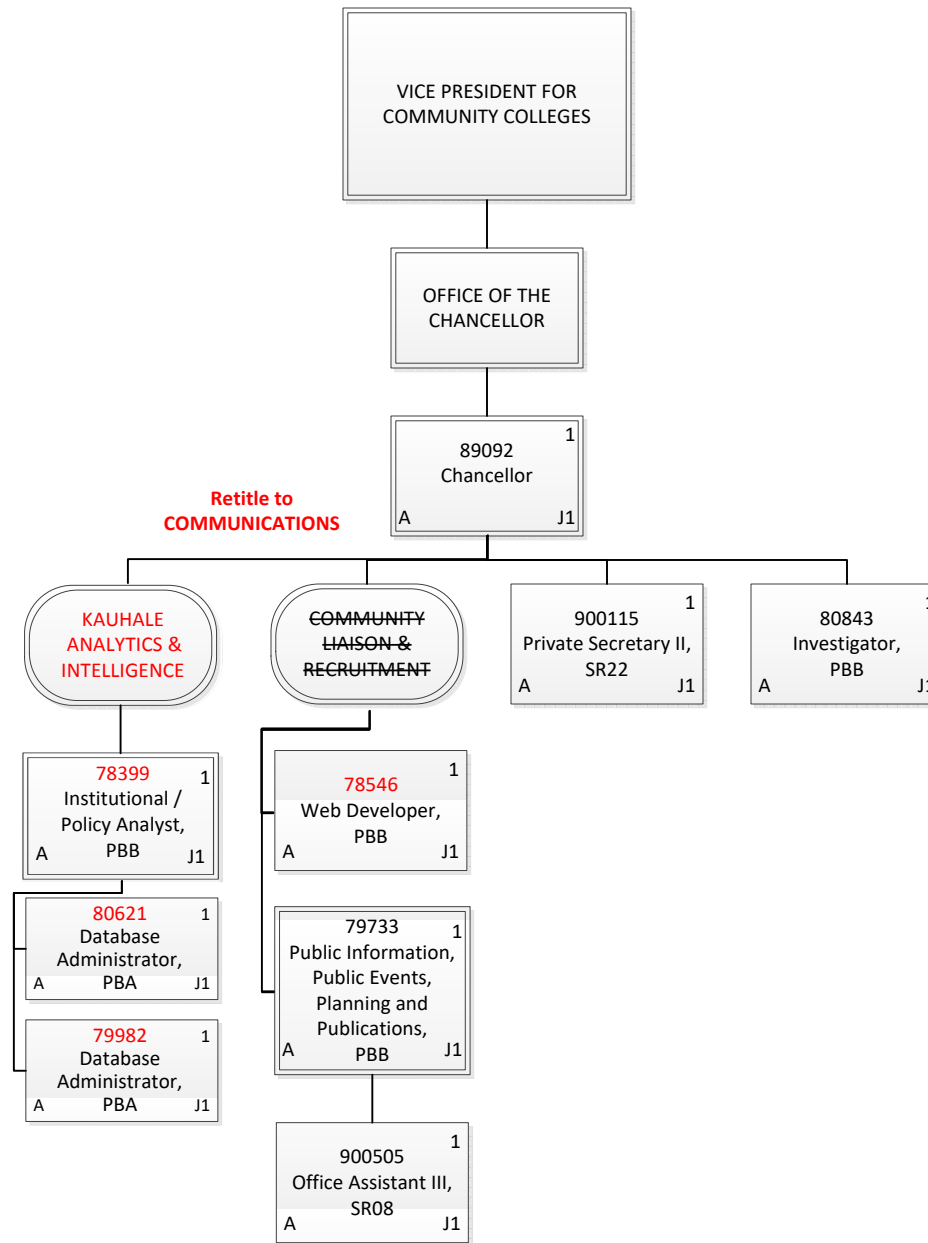 VICE PRESIDENT FOR
COMMUNITY COLLEGES
OFFICE OF THE
CHANCELLOR
1
89092
Chancellor
A J1
Retitle to
COMMUNICATIONS
KAUHALE
ANALYTICS &
INTELLIGENCE
COMMUNITY
LIAISON &
RECRUITMENT
1
900115
Private Secretary II,
SR22
A J1
1
80843
Investigator,
PBB
A J1
78399 1
Institutional /
Policy Analyst,
PBB
A J1
80621 1
Database
Administrator,
PBA
A J1
79982 1
Database
Administrator,
PBA
A J1
1
78546
Web Developer,
PBB
A J1
79733 1
Public Information,
Public Events,
Planning and
Publications,
PBB
A J1
1
900505
Office Assistant III,
SR08
A J1